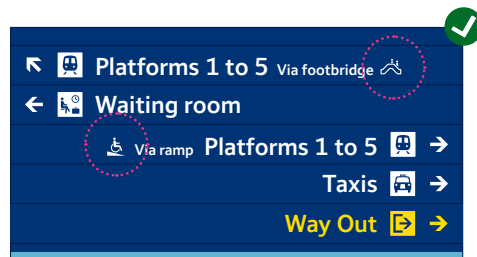 Platforms 1 to 5 Via footbridge
Waiting room
Via ramp Platforms 1 to 5
Taxis
Way Out